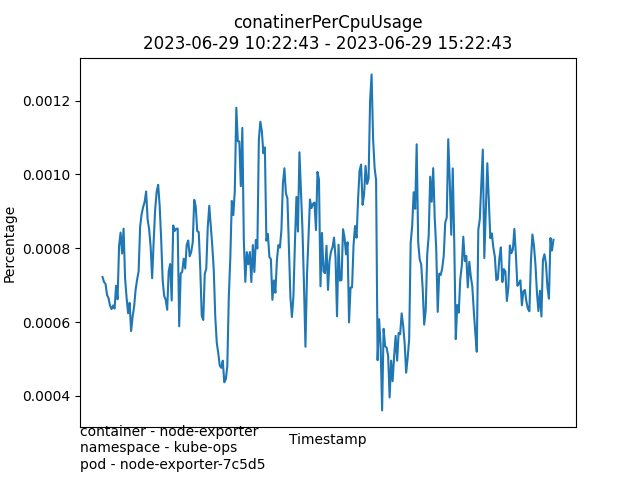 conatinerPerCpuUsage
2023-06-29 10:22:43 - 2023-06-29 15:22:43
0.0012
0.0010
0.0008
0.0006
0.0004
Percentage
Timestamp
container - node-exporter
namespace - kube-ops
pod - node-exporter-7c5d5